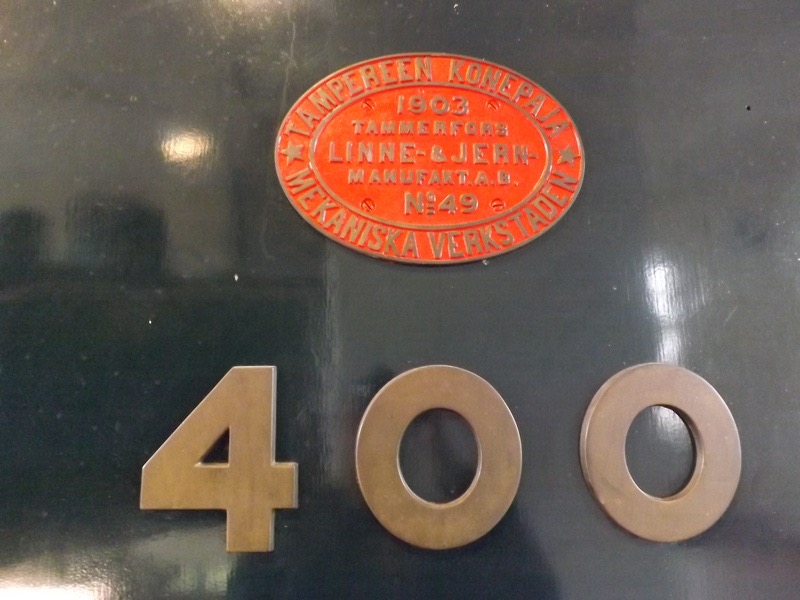 TAMPEREEN KONEPAJA
1903
TAMMERFORS
LINNE-&JERN-
MANUFAKT.A.B.
No 49
MEKANISKA VERKSTADEN
400